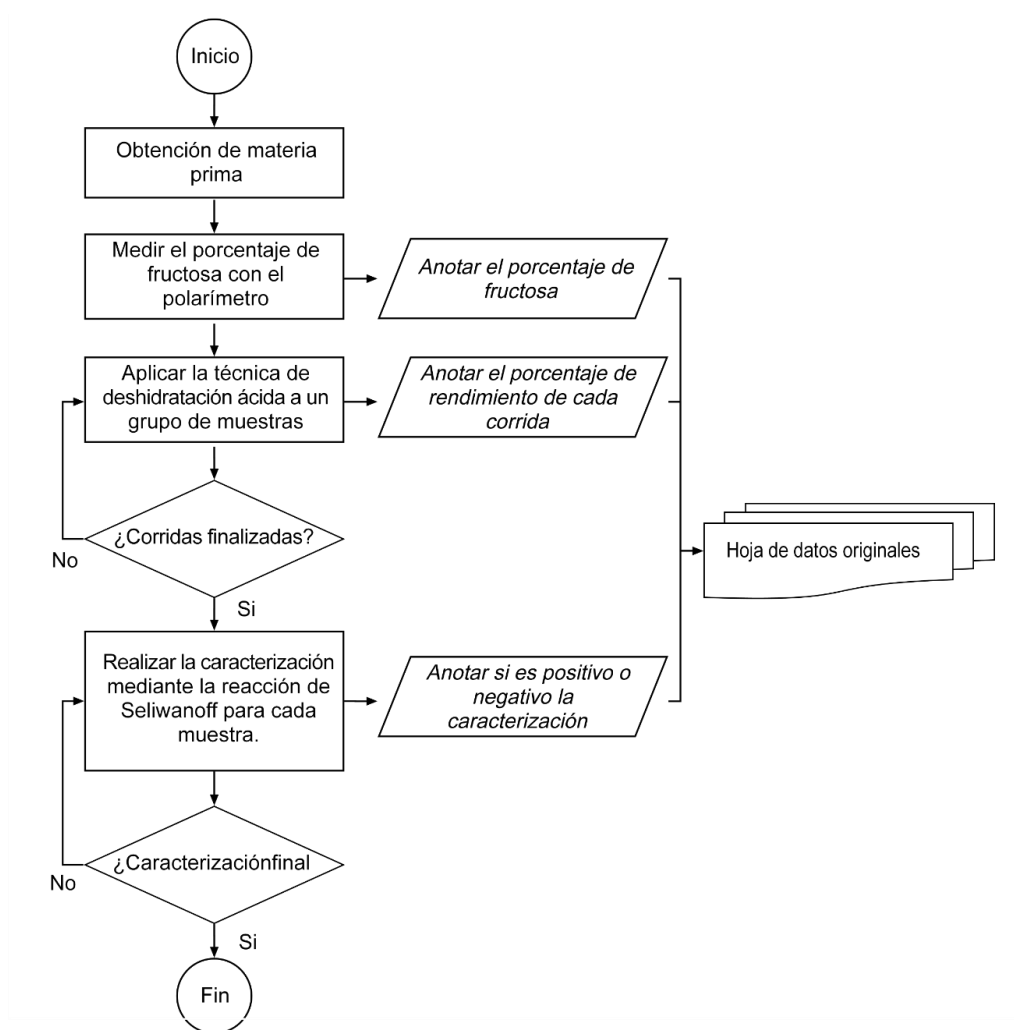 Inicio
Obtención de materia
prima
Medir el porcentaje de
fructosa con el
polarímetro
Anotar el porcentaje de
fructosa
Aplicar la técnica de
deshidratación ácida a un
grupo de muestras
Anotar el porcentaje de
rendimiento de cada
corrida
¿Corridas finalizadas?
No
Si
Hoja de datos originales
Realizar la caracterización
mediante la reacción de
Seliwanoff para cada
muestra.
Anotar si es positivo o
negativo la
caracterización
¿Caracterizaciónfinal
No
Si
Fin